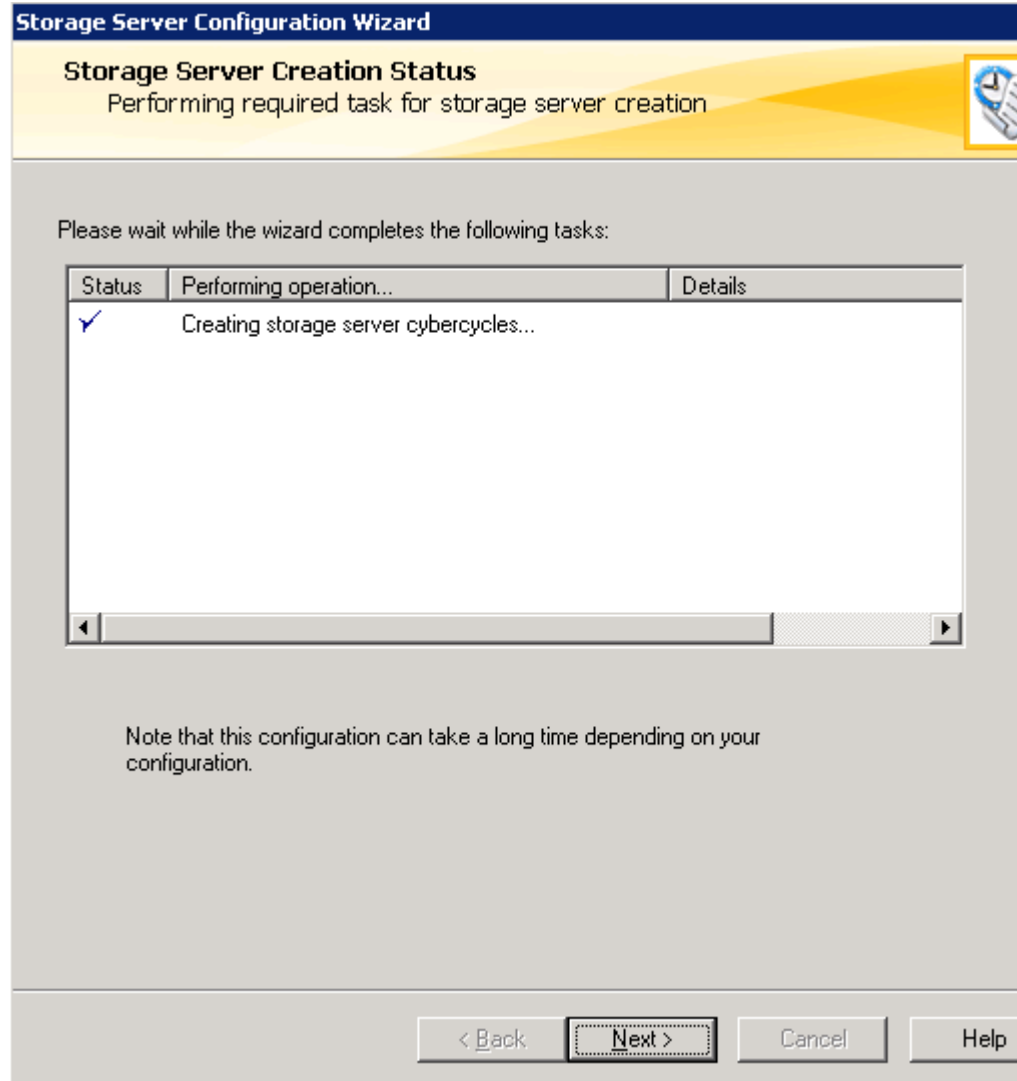 Storage Server Configuration Wizard
Storage Server Creation Status
Performing required task for storage server creation
Please wait while the wizard completes the following tasks:
Status Performing operation... Details
Creating storage server cybercycles...
Note that this configuration can take a long time depending on your
configuration.
< Back Next > Cancel Help